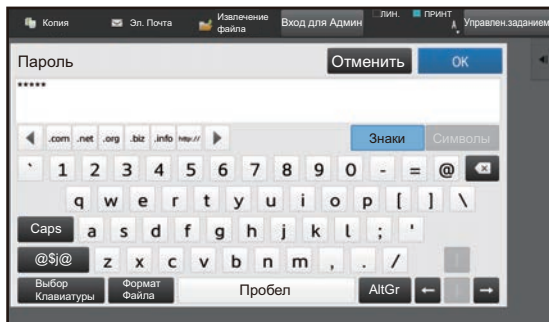 Копия
Эл. Почта
Извлечение
файла
Вход для Админ
ЛИН.
ПРИНТ
Управлен.заданием
Пароль
Отменить
OK
*****
.com .net .org .biz .info http://
Знаки
Символы
` 1 2 3 4 5 6 7 8 9 0 - = @
q w e r t y u i o p [ ] \
Caps a s d f g h j k l ; '
@$j@ z x c v b n m , . /
Выбор
Клавиатуры
Формат
Файла
Пробел
AltGr